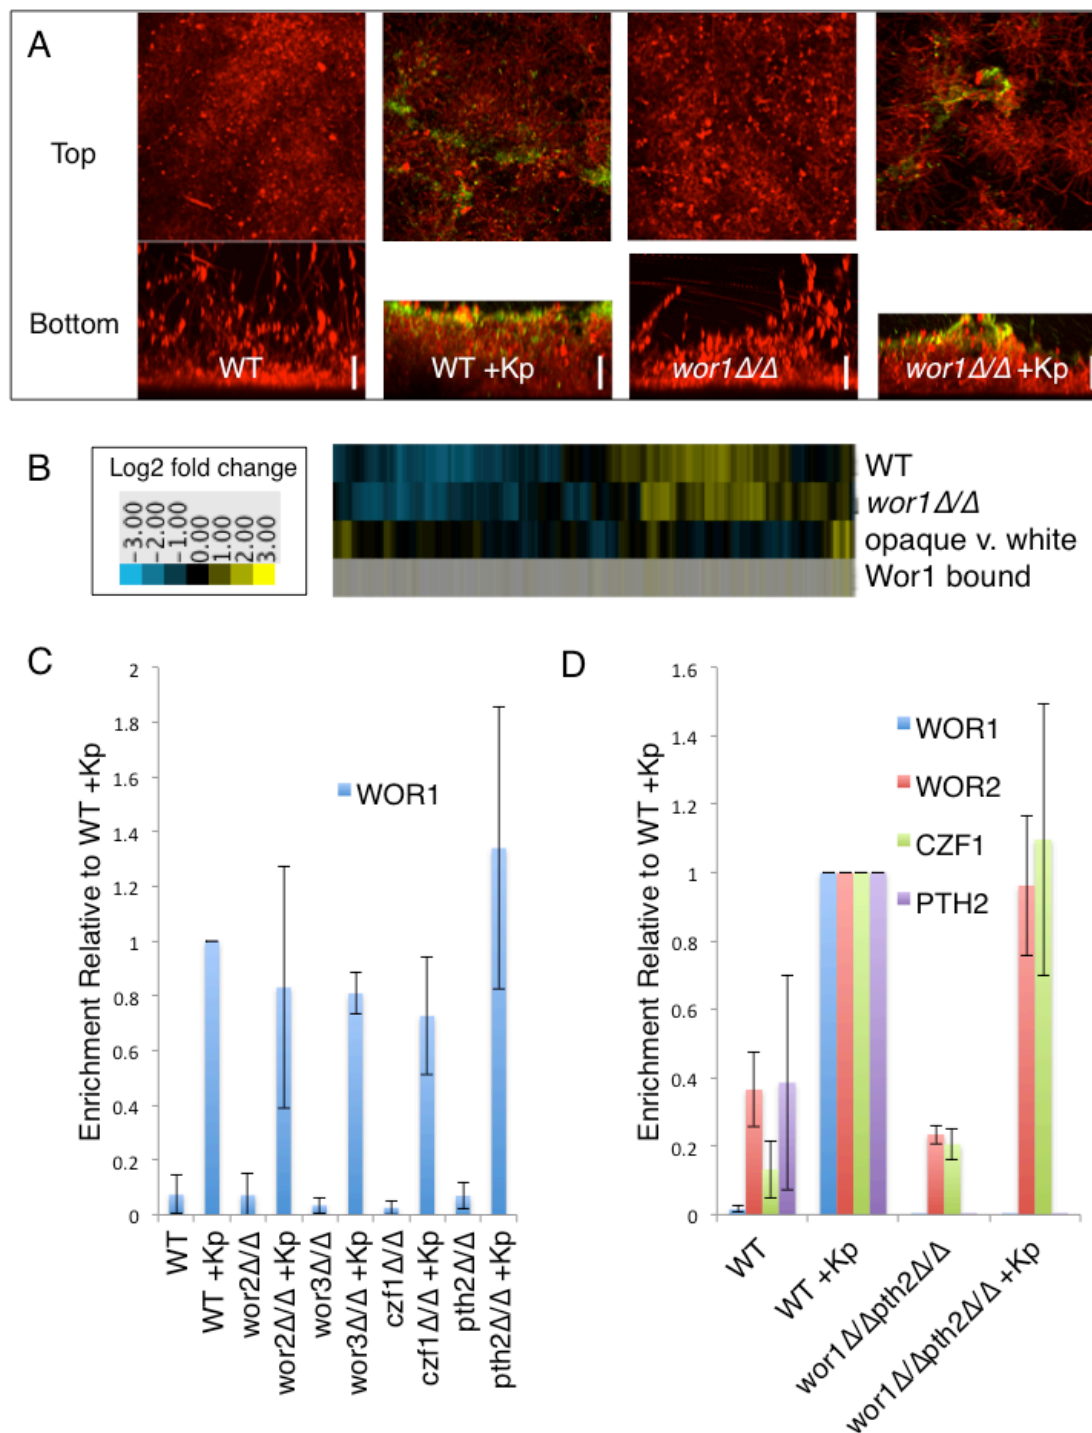 A
Top
Bottom
WT
WT +Kp
wor1Δ/Δ
wor1Δ/Δ +Kp
B
Log2 fold change
-3.00
-2.00
-1.00
0.00
1.00
2.00
3.00
WT
wor1Δ/Δ
opaque v. white
Wor1 bound
C
Enrichment Relative to WT +Kp
2
1.8
1.6
1.4
1.2
1
0.8
0.6
0.4
0.2
0
WOR1
WT
WT +Kp
wor2Δ/Δ
wor2Δ/Δ +Kp
wor3Δ/Δ
wor3Δ/Δ +Kp
czf1Δ/Δ
czf1Δ/Δ +Kp
pth2Δ/Δ
pth2Δ/Δ +Kp
D
Enrichment Relative to WT +Kp
1.6
1.4
1.2
1
0.8
0.6
0.4
0.2
0
WOR1
WOR2
CZF1
PTH2
WT
WT +Kp
wor1Δ/Δpth2Δ/Δ
wor1Δ/Δpth2Δ/Δ +Kp